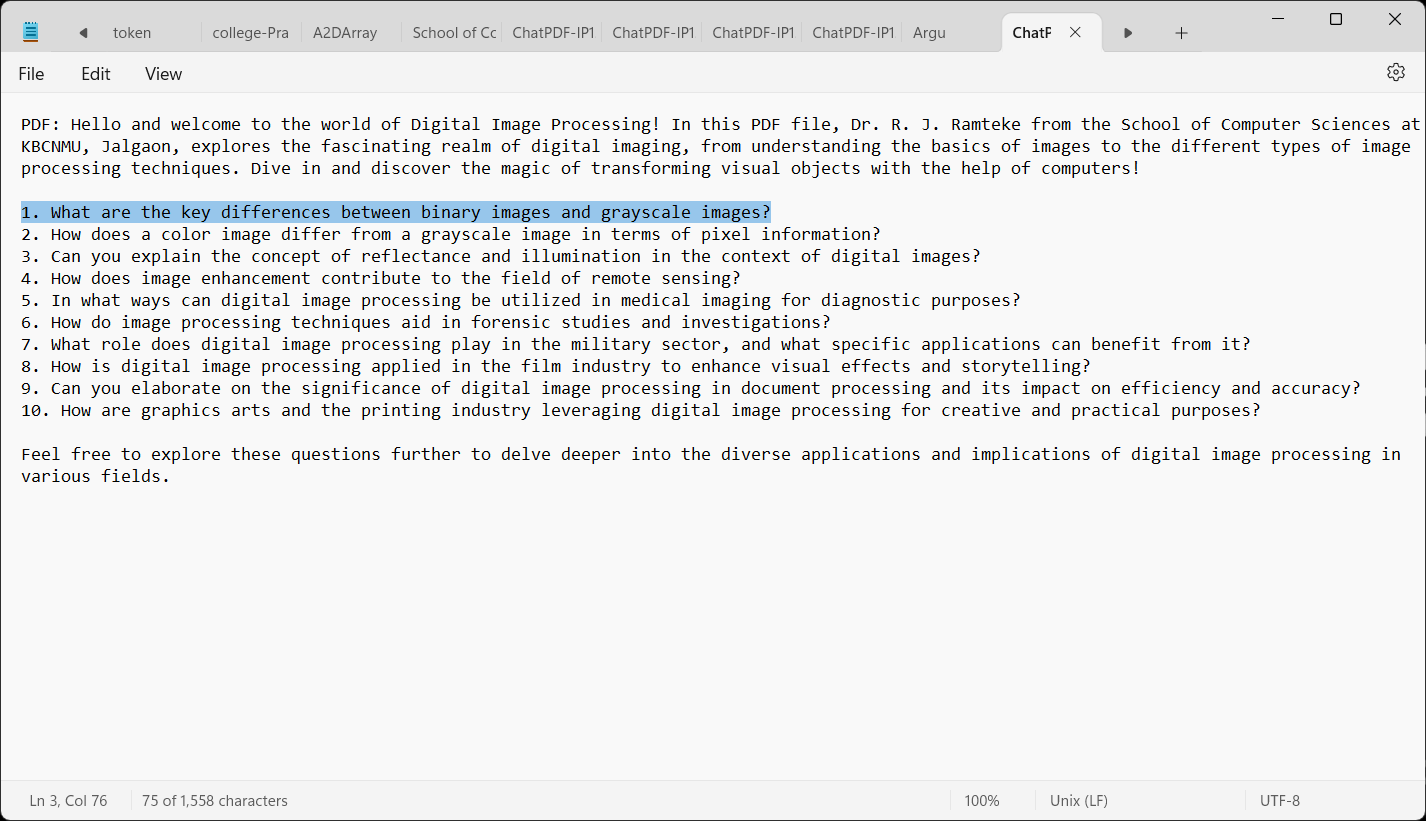 token
college-Pra
A2DArray
School of Cc
ChatPDF-IP1
ChatPDF-IP1
ChatPDF-IP1
ChatPDF-IP1
Argu
ChatP
File
Edit
View
PDF: Hello and welcome to the world of Digital Image Processing! In this PDF file, Dr. R. J. Ramteke from the School of Computer Sciences at
KBCNMU, Jalgaon, explores the fascinating realm of digital imaging, from understanding the basics of images to the different types of image
processing techniques. Dive in and discover the magic of transforming visual objects with the help of computers!
1. What are the key differences between binary images and grayscale images?
2. How does a color image differ from a grayscale image in terms of pixel information?
3. Can you explain the concept of reflectance and illumination in the context of digital images?
4. How does image enhancement contribute to the field of remote sensing?
5. In what ways can digital image processing be utilized in medical imaging for diagnostic purposes?
6. How do image processing techniques aid in forensic studies and investigations?
7. What role does digital image processing play in the military sector, and what specific applications can benefit from it?
8. How is digital image processing applied in the film industry to enhance visual effects and storytelling?
9. Can you elaborate on the significance of digital image processing in document processing and its impact on efficiency and accuracy?
10. How are graphics arts and the printing industry leveraging digital image processing for creative and practical purposes?
Feel free to explore these questions further to delve deeper into the diverse applications and implications of digital image processing in
various fields.
Ln 3, Col 76
75 of 1,558 characters
100%
Unix (LF)
UTF-8